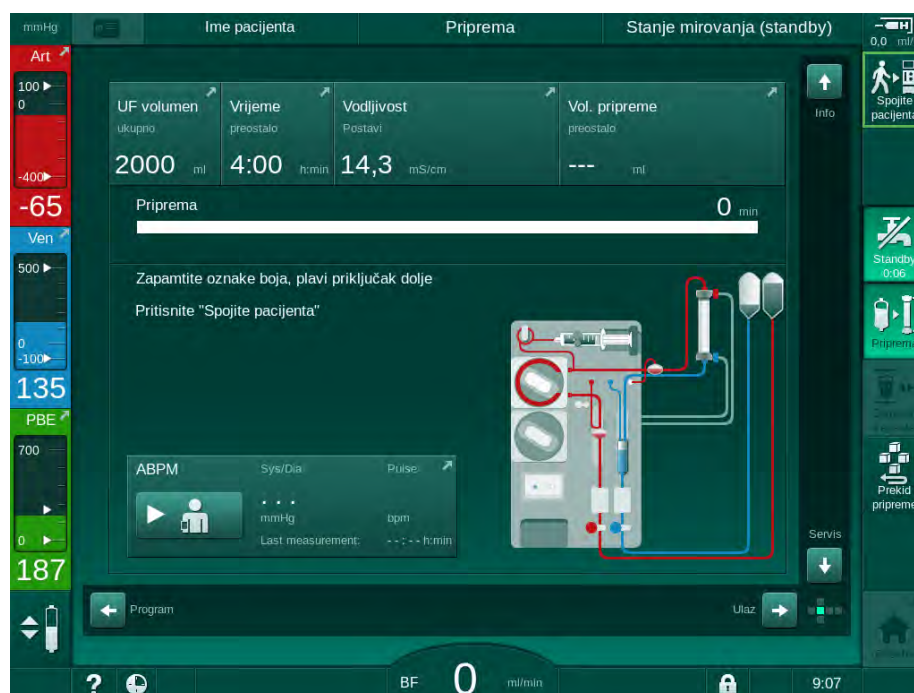 mmHg
Ime pacijenta
Priprema
Stanje mirovanja (standby)
H
0,0 ml/
Art
100
0
-400
-65
Ven
500
0
-100
135
PBE
700
0
187
UF volumen
ukupno
2000 ml
Vrijeme
preostalo
4:00 h:min
Vodljivost
Postavi
14,3 mS/cm
Vol. pripreme
preostalo
--- ml
Priprema
0 min
Zapamtite oznake boja, plavi priključak dolje
Pritisnite "Spojite pacijenta"
ABPM
Sys/Dia
Pulse
. . .
mmHg
bpm
Last measurement:
--:-- h:min
Info
Servis
Program
Ulaz
Spojite
pacijenta
Standby
0:06
Priprema
Prekid
pripreme
?
BF
0
ml/min
9:07